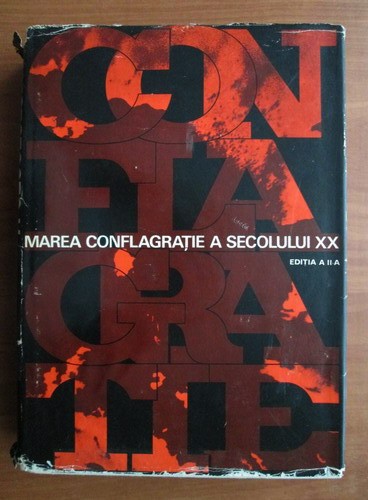 CON
FLA
MAREA CONFLAGRAȚIE A SECOLULUI XX
EDIȚIA A II-A
GRA
ȚIE